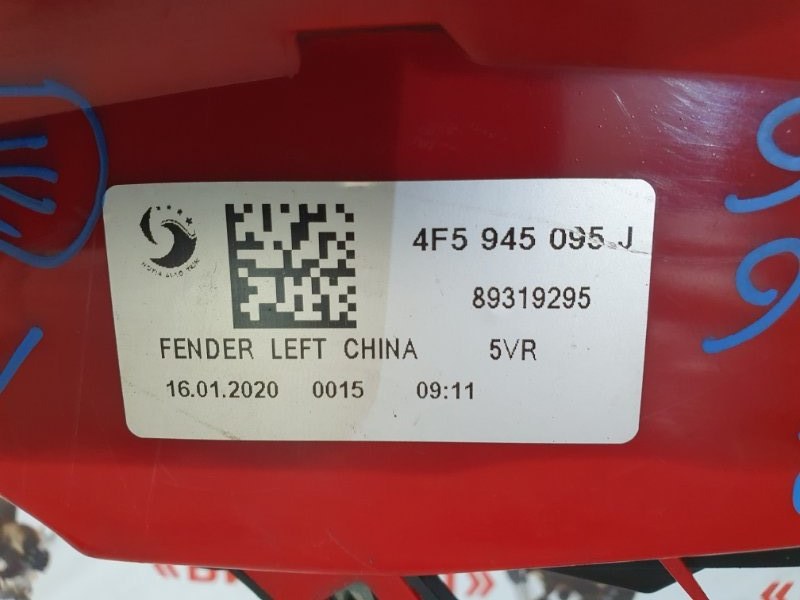 4F5 945 095 J
89319295
FENDER LEFT CHINA 5VR
16.01.2020 0015 09:11